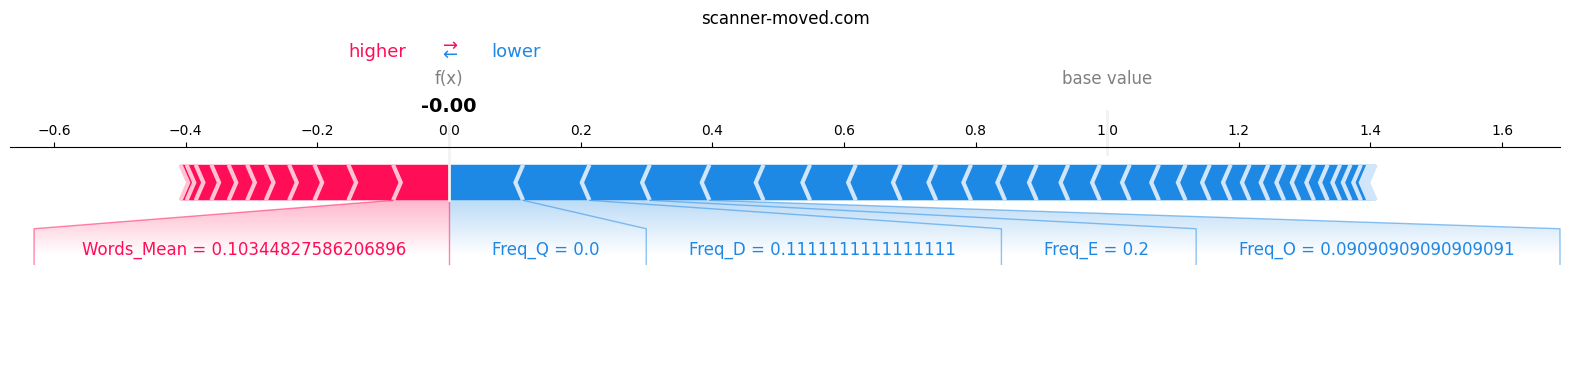 scanner-moved.com
higher → ← lower
f(x) base value
-0.00
−0.6 −0.4 −0.2 0.0 0.2 0.4 0.6 0.8 1.0 1.2 1.4 1.6
Words_Mean = 0.10344827586206896 Freq_Q = 0.0 Freq_D = 0.1111111111111111 Freq_E = 0.2 Freq_O = 0.09090909090909091